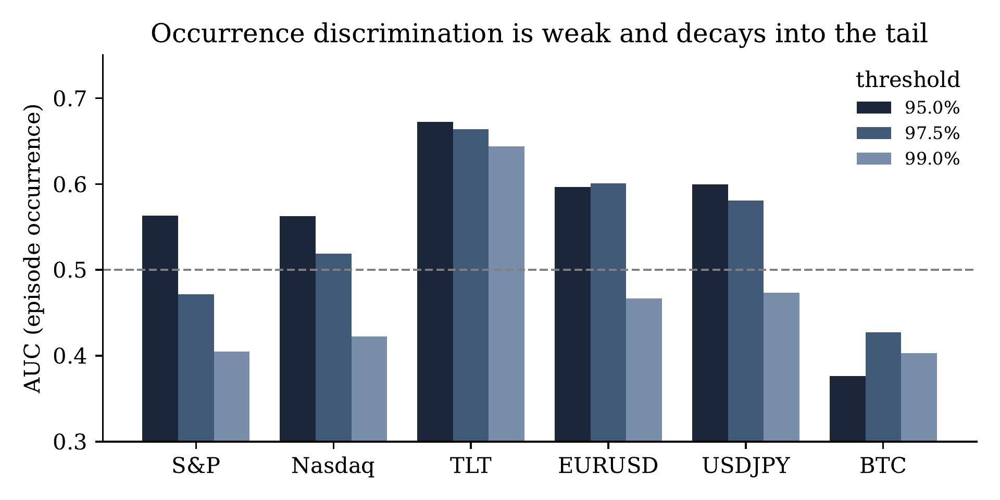 Occurrence discrimination is weak and decays into the tail
threshold
95.0%
97.5%
99.0%
AUC (episode occurrence)
0.7
0.6
0.5
0.4
0.3
S&P
Nasdaq
TLT
EURUSD
USDJPY
BTC